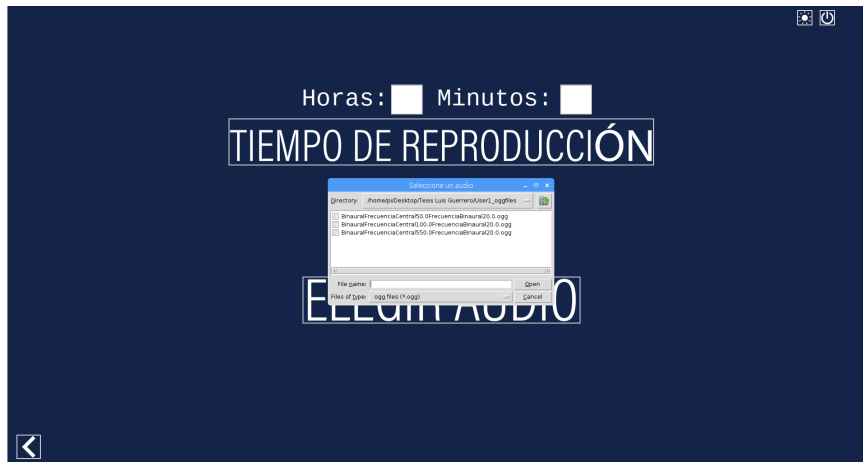 Horas: Minutos:
TIEMPO DE REPRODUCCIÓN
Seleccione un audio
Directory: /home/pi/Desktop/Tesis Luis Guerrero/User1_oggfiles
BinauralFrecuenciaCentral50.0FrecuenciaBinaural20.0.ogg
BinauralFrecuenciaCentral100.0FrecuenciaBinaural20.0.ogg
BinauralFrecuenciaCentral550.0FrecuenciaBinaural20.0.ogg
File name: Open
Files of type: ogg files (*.ogg) Cancel
ELEGIR AUDIO